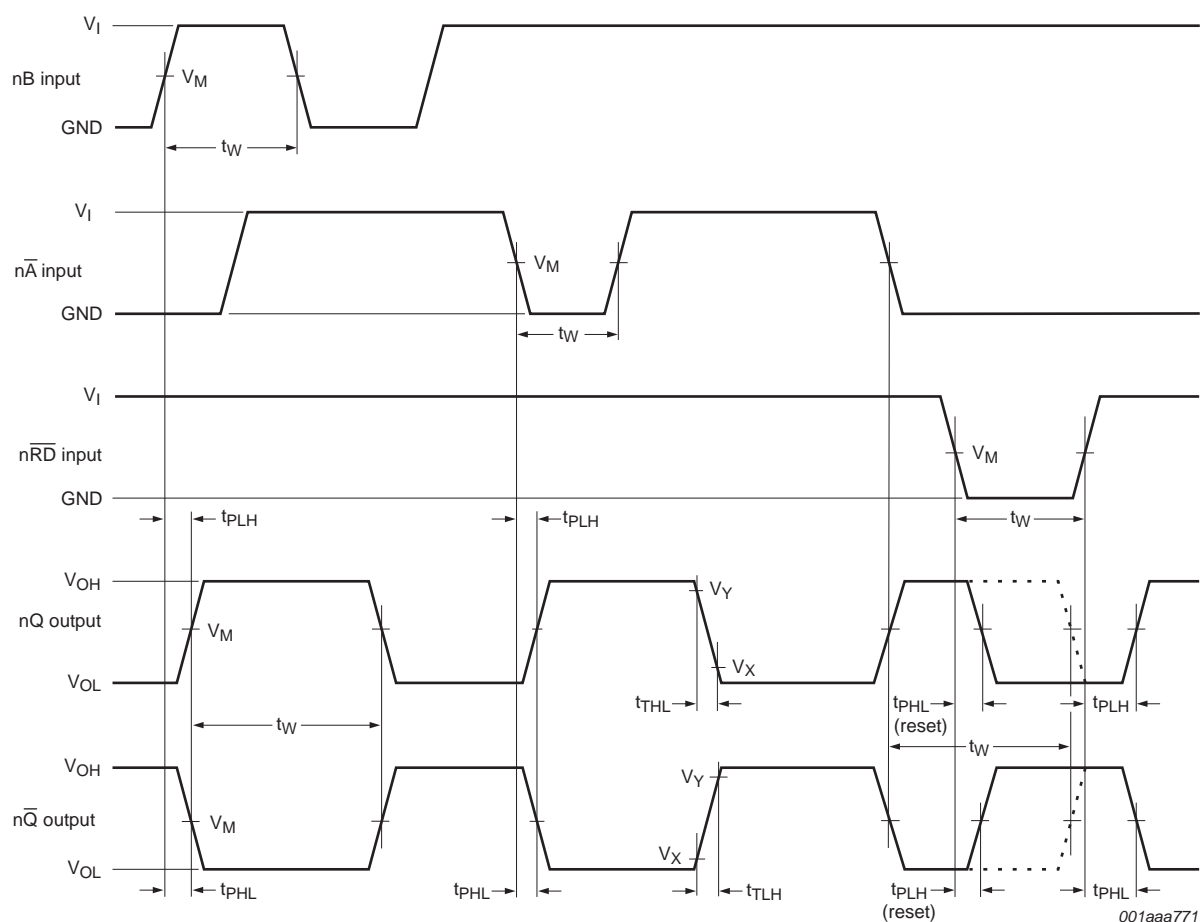 V_I
nB input
V_M
GND
t_W
V_I
nA̅ input
V_M
GND
t_W
V_I
nR̅D̅ input
V_M
GND
t_PLH
t_PLH
t_W
V_OH
nQ output
V_M
V_Y
V_X
V_OL
t_THL
t_PHL
(reset)
t_PLH
t_W
t_W
V_OH
nQ̅ output
V_M
V_Y
V_X
V_OL
t_PHL
t_PHL
t_TLH
t_PLH
(reset)
t_PHL
001aaa771